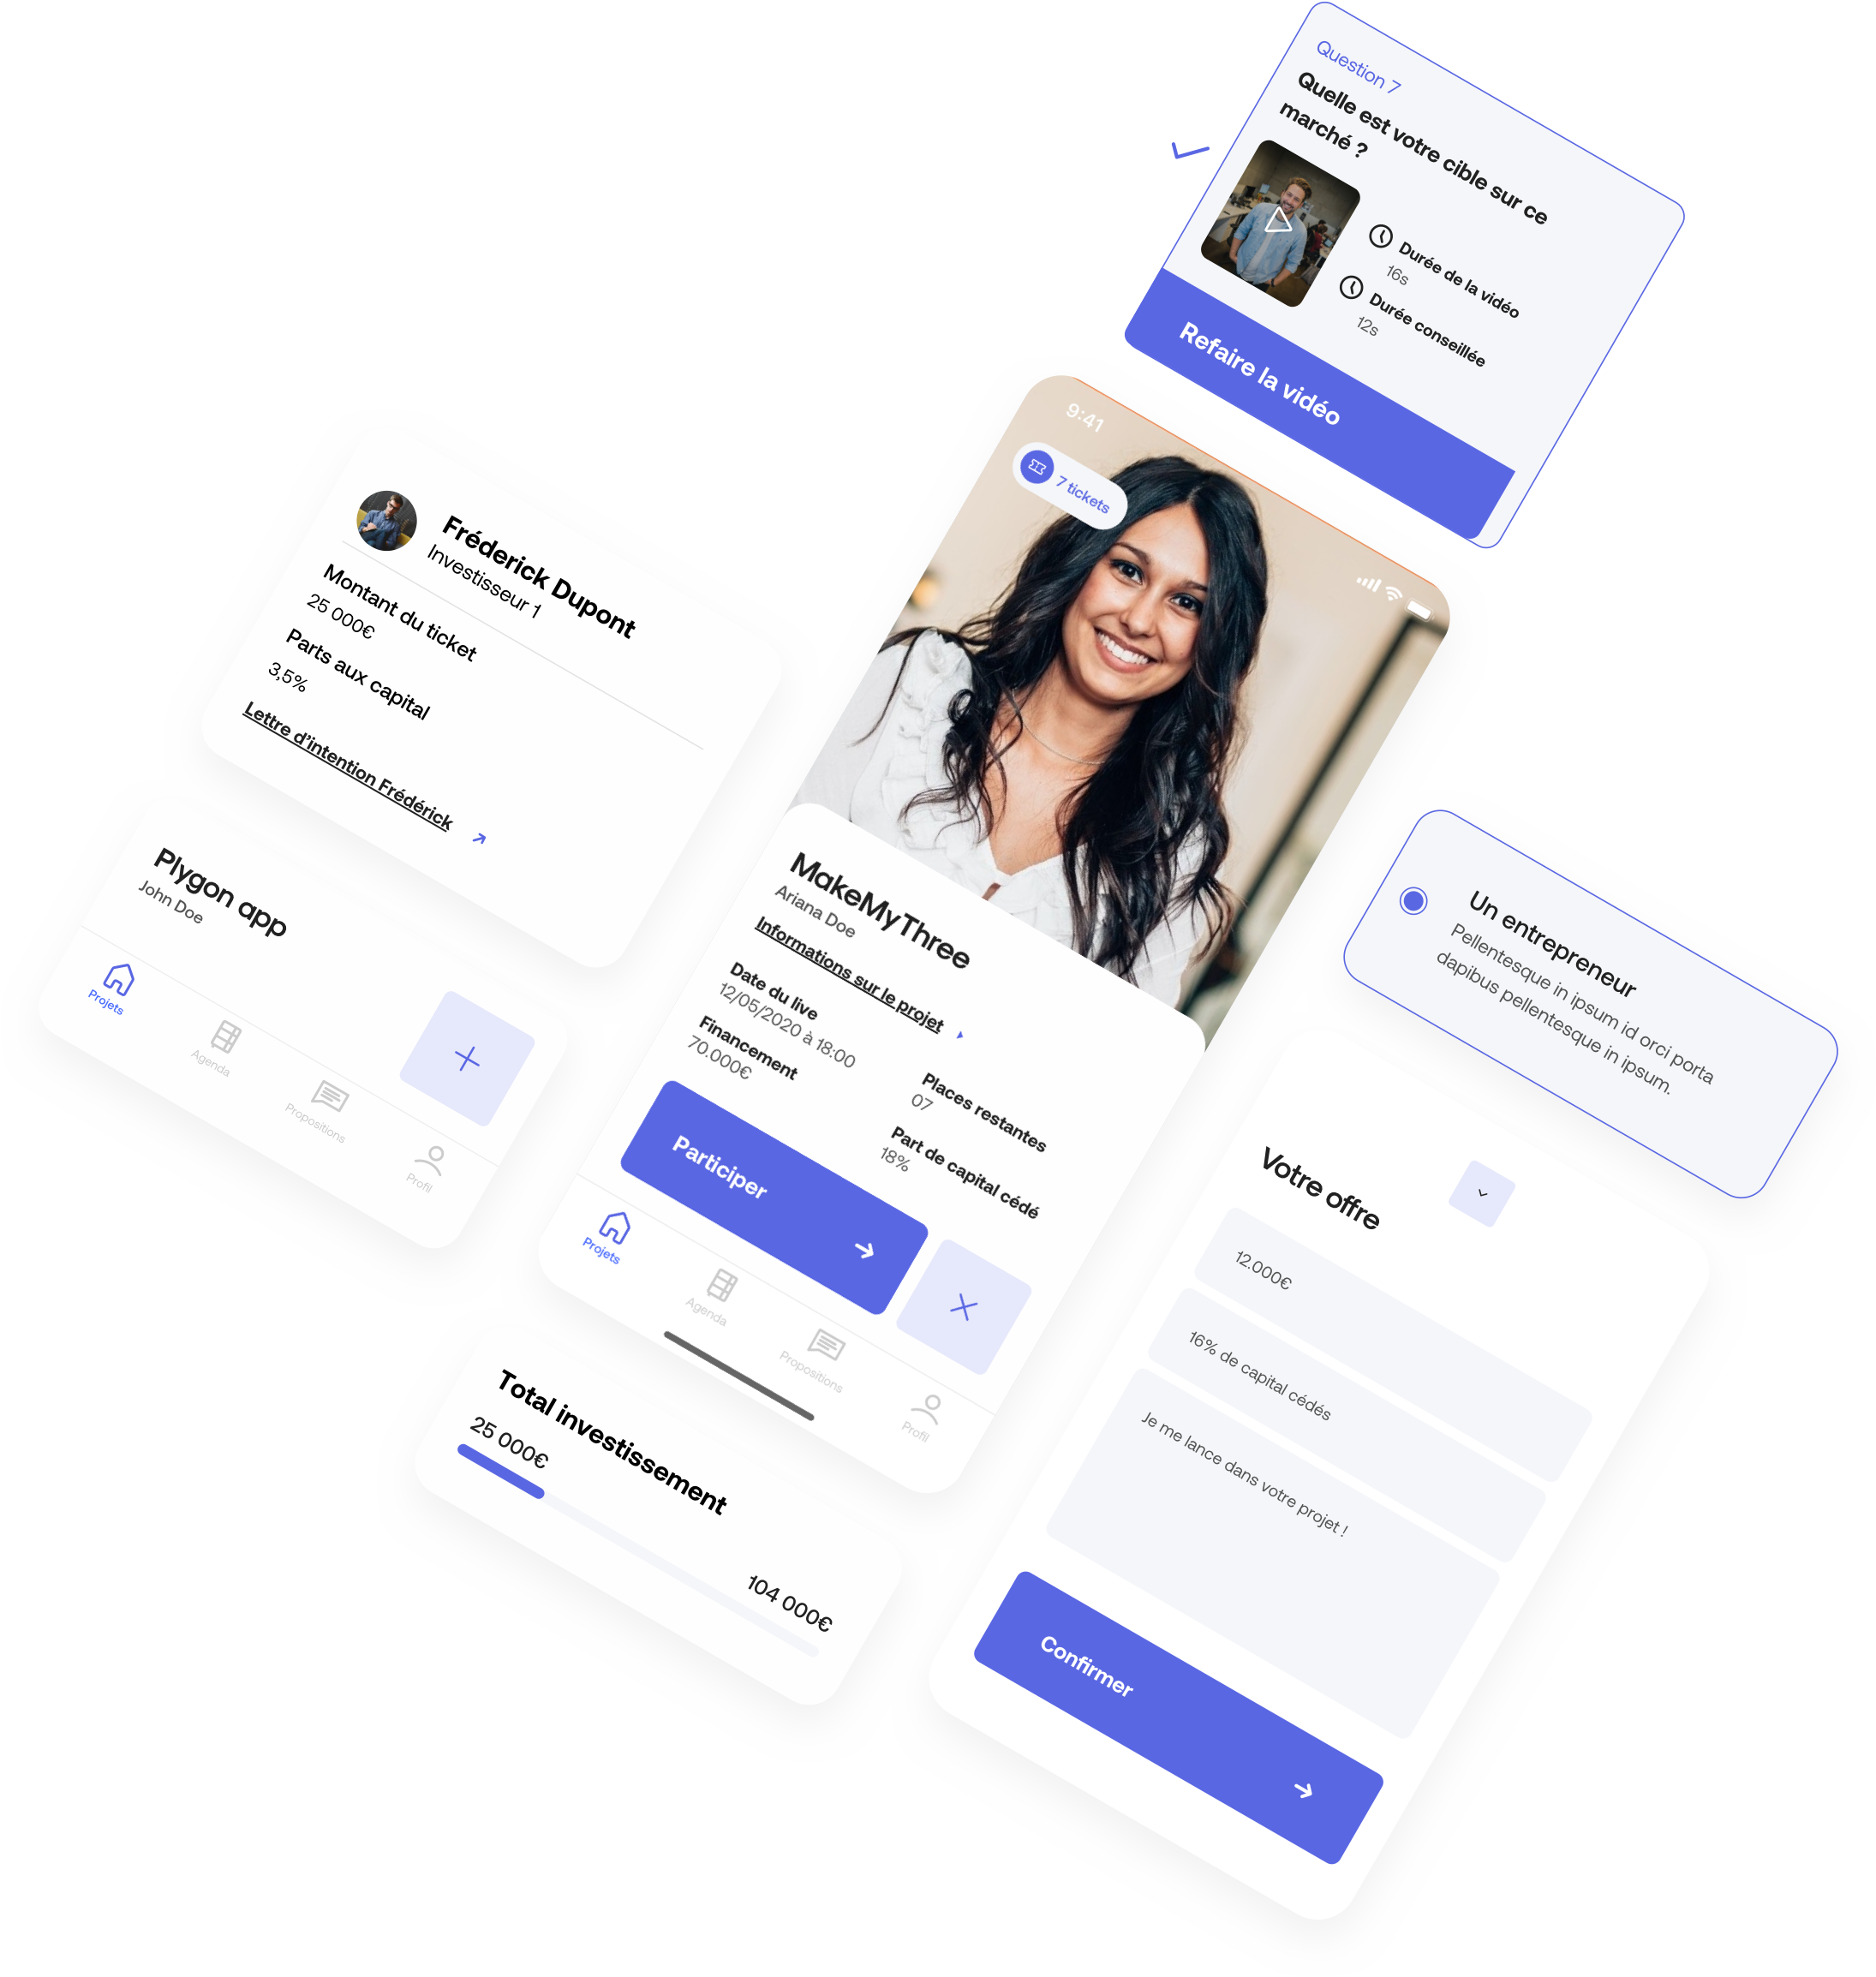 Question 7
Quelle est votre cible sur ce
marché ?
Durée de la vidéo
16s
Durée conseillée
12s
Refaire la vidéo
9:41
7 tickets
Fréderick Dupont
Investisseur 1
Montant du ticket
25 000€
Parts aux capital
3,5%
Lettre d'intention Frédérick
Plygon app
John Doe
Projets
Agenda
Propositions
Profil
MakeMyThree
Ariana Doe
Informations sur le projet
Date du live
12/05/2020 à 18:00
Financement
70.000€
Places restantes
07
Part de capital cédé
18%
Participer
Projets
Agenda
Propositions
Profil
Un entrepreneur
Pellentesque in ipsum id orci porta
dapibus pellentesque in ipsum.
Votre offre
12.000€
16% de capital cédés
Je me lance dans votre projet !
Confirmer
Total investissement
25 000€
104 000€